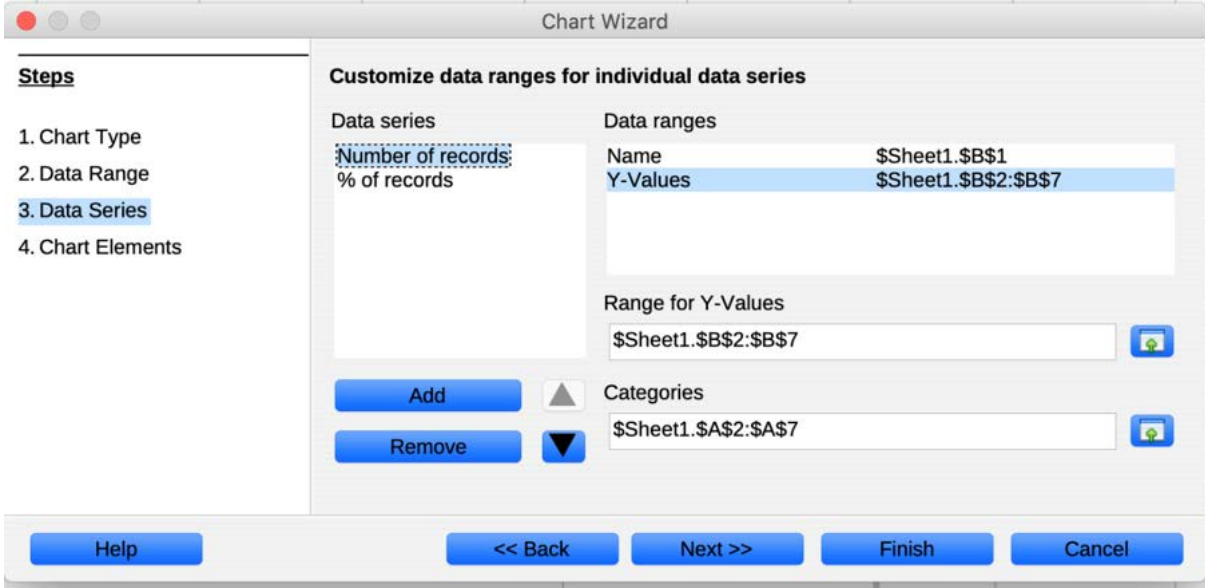 Chart Wizard
Steps
1. Chart Type
2. Data Range
3. Data Series
4. Chart Elements
Customize data ranges for individual data series
Data series
Number of records
% of records
Add
Remove
Data ranges
Name $Sheet1.$B$1
Y-Values $Sheet1.$B$2:$B$7
Range for Y-Values
$Sheet1.$B$2:$B$7
Categories
$Sheet1.$A$2:$A$7
Help
<< Back
Next >>
Finish
Cancel